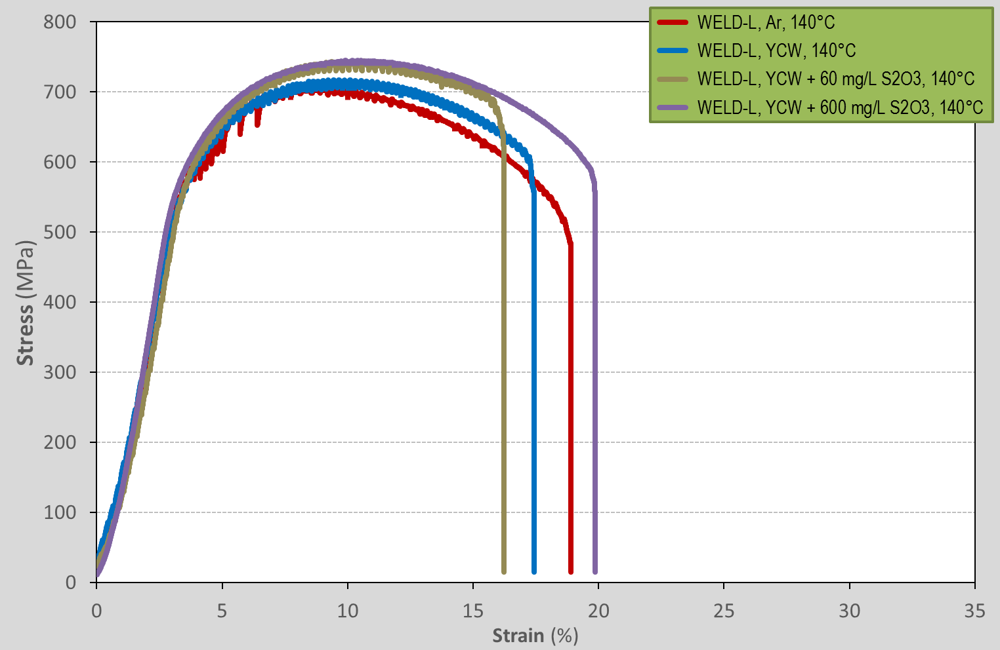 800
700
600
500
400
300
200
100
0
Stress (MPa)
0 5 10 15 20 25 30 35
Strain (%)
WELD-L, Ar, 140°C
WELD-L, YCW, 140°C
WELD-L, YCW + 60 mg/L S2O3, 140°C
WELD-L, YCW + 600 mg/L S2O3, 140°C